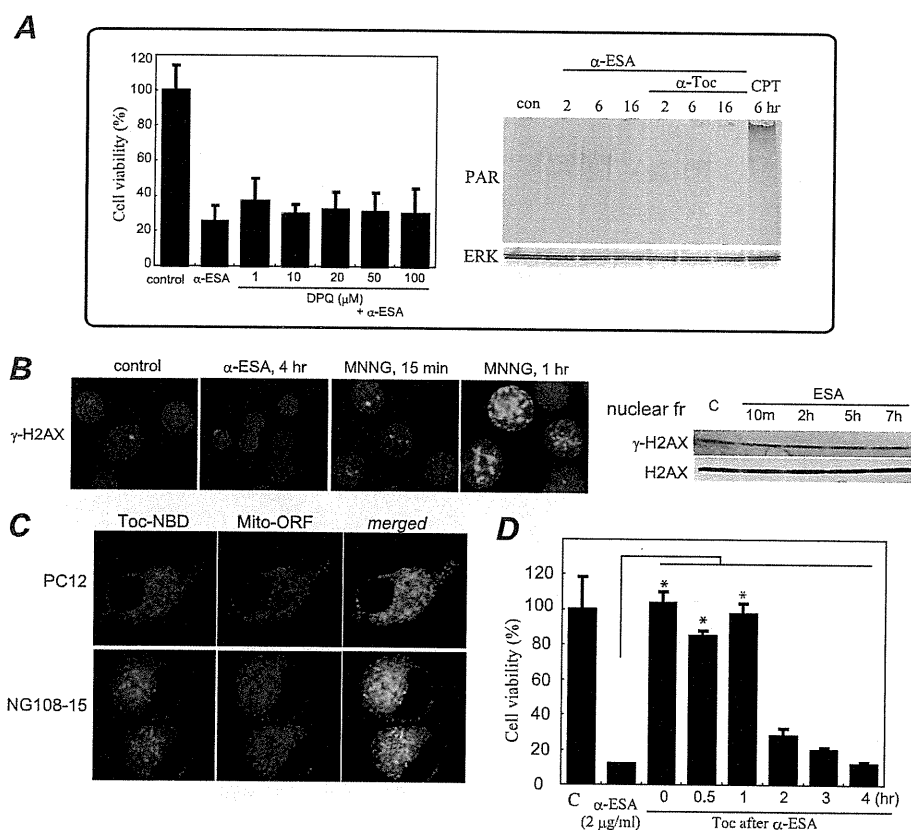 A
Cell viability (%)
120
100
80
60
40
20
0
control
α-ESA
1
10
20
50
100
DPQ (μM)
+ α-ESA
α-ESA
α-Toc
CPT
con
2
6
16
2
6
16
6 hr
PAR
ERK
B
control
α-ESA, 4 hr
MNNG, 15 min
MNNG, 1 hr
γ-H2AX
nuclear fr
C
ESA
10m
2h
5h
7h
γ-H2AX
H2AX
C
Toc-NBD
Mito-ORF
merged
PC12
NG108-15
D
Cell viability (%)
120
100
80
60
40
20
0
*
*
*
C
α-ESA
(2 μg/ml)
0
0.5
1
2
3
4 (hr)
Toc after α-ESA